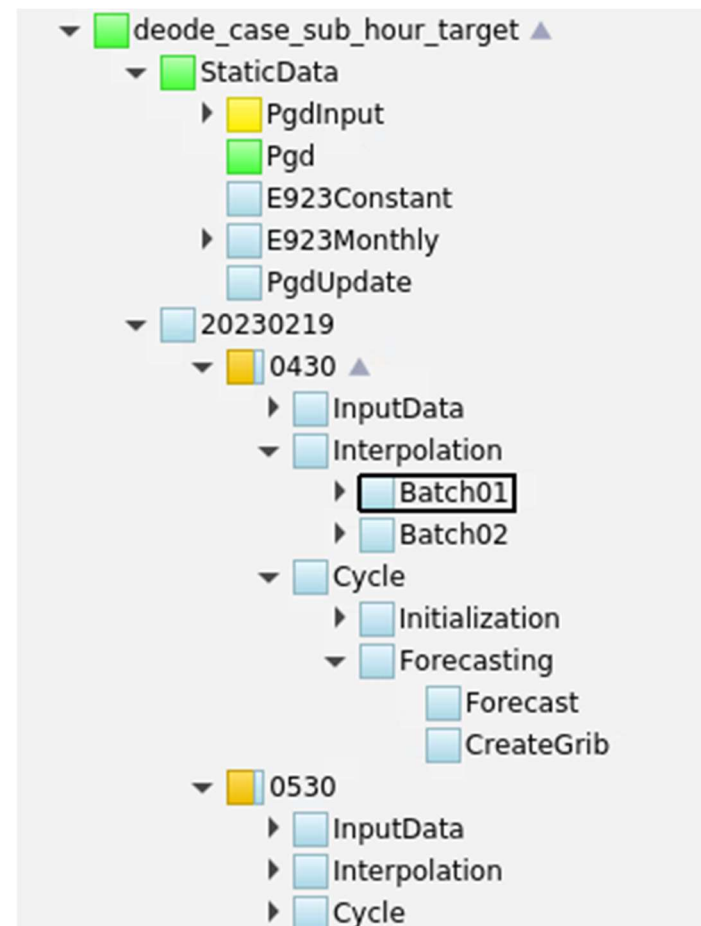 deode_case_sub_hour_target
StaticData
PgdInput
Pgd
E923Constant
E923Monthly
PgdUpdate
20230219
0430
InputData
Interpolation
Batch01
Batch02
Cycle
Initialization
Forecasting
Forecast
CreateGrib
0530
InputData
Interpolation
Cycle